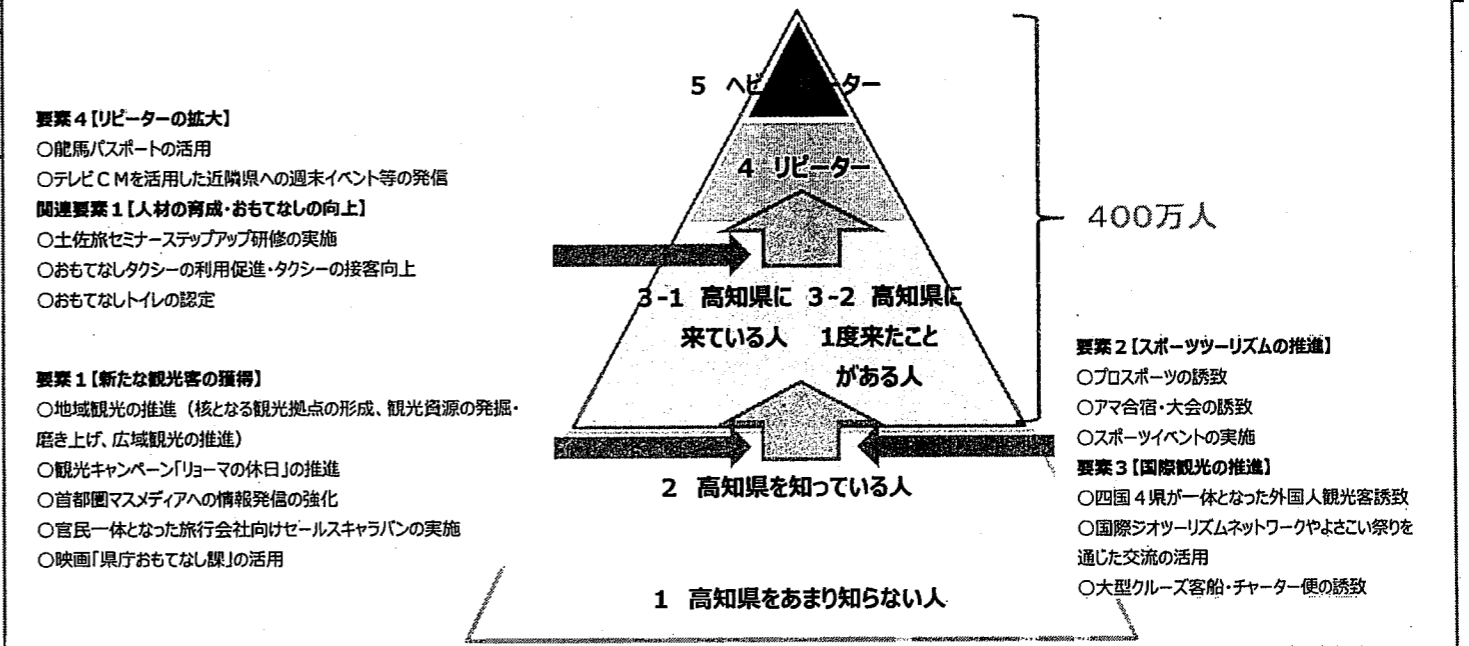 要素4【リピーターの拡大】
○龍馬パスポートの活用
○テレビCMを活用した近隣県への週末イベント等の発信
関連要素1【人材の育成・おもてなしの向上】
○土佐旅セミナーステップアップ研修の実施
○おもてなしタクシーの利用促進・タクシーの接客向上
○おもてなしトイレの認定
要素1【新たな観光客の獲得】
○地域観光の推進（核となる観光拠点の形成、観光資源の発掘・
磨き上げ、広域観光の推進）
○観光キャンペーン「リョーマの休日」の推進
○首都圏マスメディアへの情報発信の強化
○官民一体となった旅行会社向けセールスキャラバンの実施
○映画「県庁おもてなし課」の活用
5 ヘビ ーター
4 リピーター
3-1 高知県に
来ている人
3-2 高知県に
1度来たこと
がある人
2 高知県を知っている人
1 高知県をあまり知らない人
400万人
要素2【スポーツツーリズムの推進】
○プロスポーツの誘致
○アマ合宿・大会の誘致
○スポーツイベントの実施
要素3【国際観光の推進】
○四国4県が一体となった外国人観光客誘致
○国際ジオツーリズムネットワークやよさこい祭りを
通じた交流の活用
○大型クルーズ客船・チャーター便の誘致